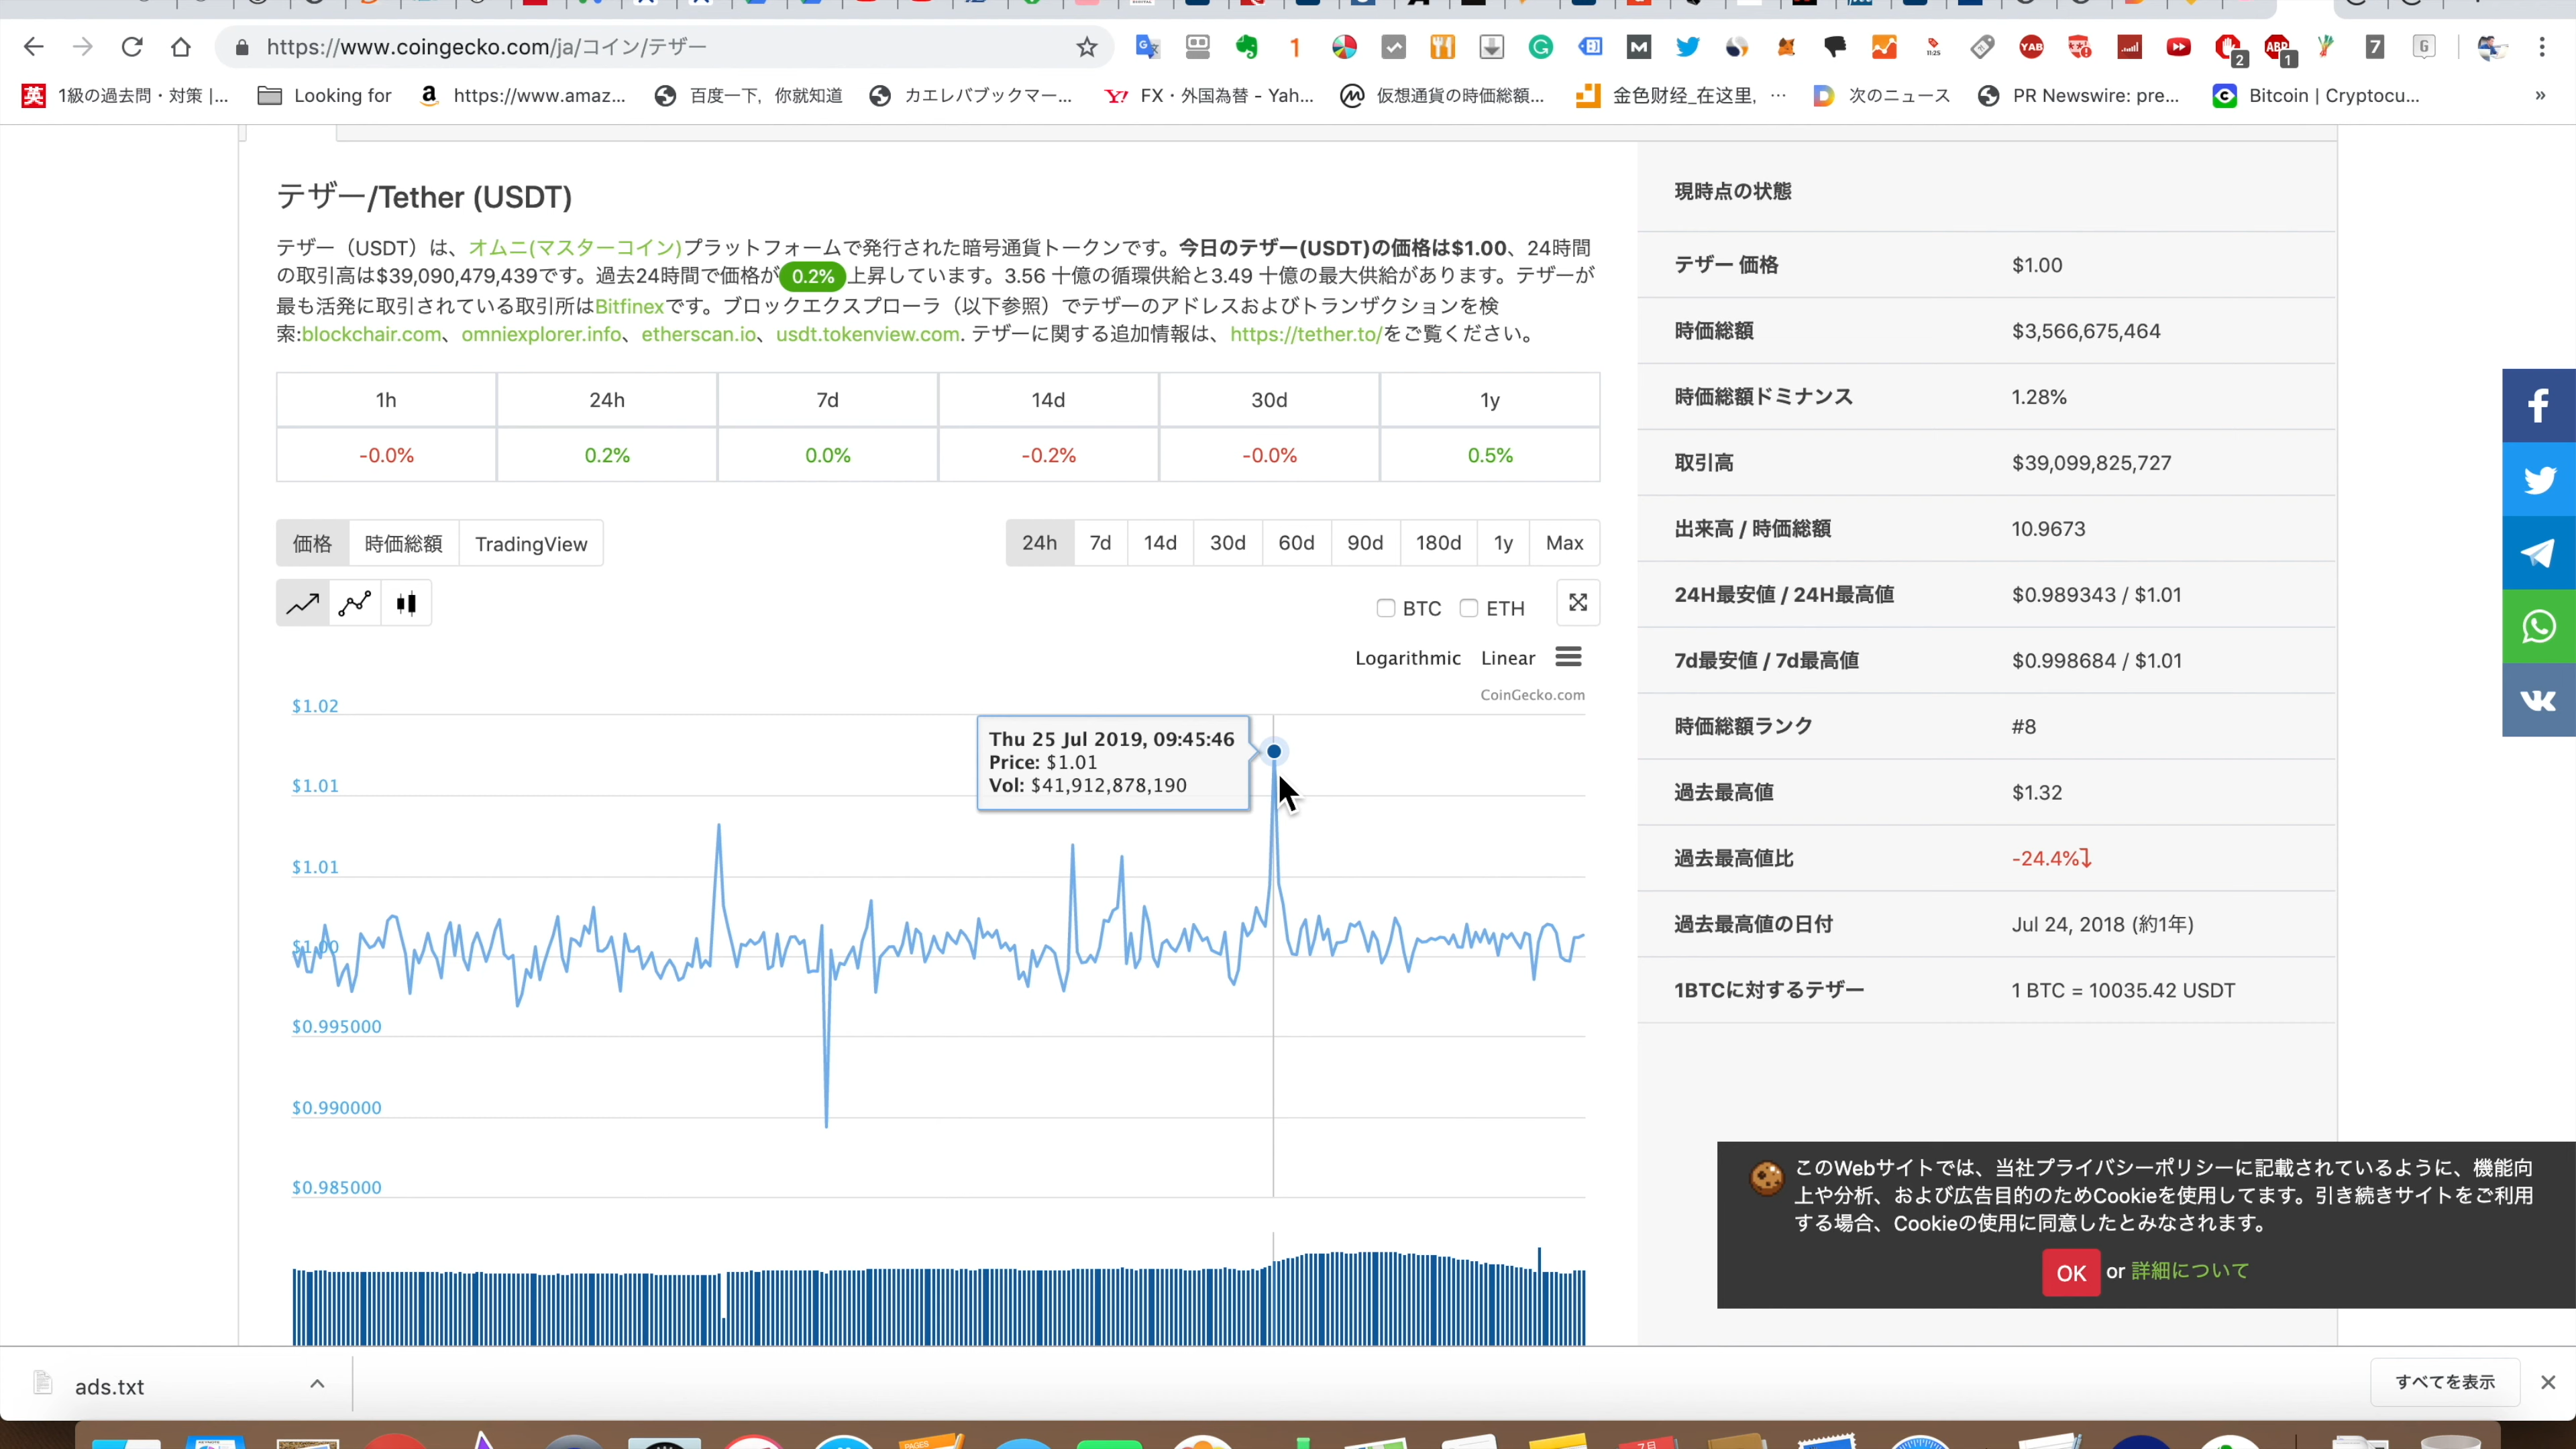 https://www.coingecko.com/ja/コイン/テザー
1級の過去問・対策 |...
Looking for
https://www.amaz...
百度一下，你就知道
カエレバブックマー...
FX・外国為替 - Yah...
仮想通貨の時価総額...
金色财经_在这里, ...
次のニュース
PR Newswire: pre...
Bitcoin | Cryptocu...
»
テザー/Tether (USDT)
テザー（USDT）は、オムニ(マスターコイン)プラットフォームで発行された暗号通貨トークンです。今日のテザー(USDT)の価格は$1.00、24時間
の取引高は$39,090,479,439です。過去24時間で価格が 0.2% 上昇しています。3.56 十億の循環供給と3.49 十億の最大供給があります。テザーが
最も活発に取引されている取引所はBitfinexです。ブロックエクスプローラ（以下参照）でテザーのアドレスおよびトランザクションを検
索:blockchair.com、omniexplorer.info、etherscan.io、usdt.tokenview.com. テザーに関する追加情報は、https://tether.to/をご覧ください。
1h 24h 7d 14d 30d 1y
-0.0% 0.2% 0.0% -0.2% -0.0% 0.5%
価格 時価総額 TradingView
24h 7d 14d 30d 60d 90d 180d 1y Max
BTC ETH
Logarithmic Linear
CoinGecko.com
$1.02
Thu 25 Jul 2019, 09:45:46
Price: $1.01
Vol: $41,912,878,190
$1.01
$1.01
$1.00
$0.995000
$0.990000
$0.985000
現時点の状態
テザー 価格 $1.00
時価総額 $3,566,675,464
時価総額ドミナンス 1.28%
取引高 $39,099,825,727
出来高 / 時価総額 10.9673
24H最安値 / 24H最高値 $0.989343 / $1.01
7d最安値 / 7d最高値 $0.998684 / $1.01
時価総額ランク #8
過去最高値 $1.32
過去最高値比 -24.4%
過去最高値の日付 Jul 24, 2018 (約1年)
1BTCに対するテザー 1 BTC = 10035.42 USDT
このWebサイトでは、当社プライバシーポリシーに記載されているように、機能向
上や分析、および広告目的のためCookieを使用してます。引き続きサイトをご利用
する場合、Cookieの使用に同意したとみなされます。
OK or 詳細について
ads.txt
すべてを表示
PAGES
7月